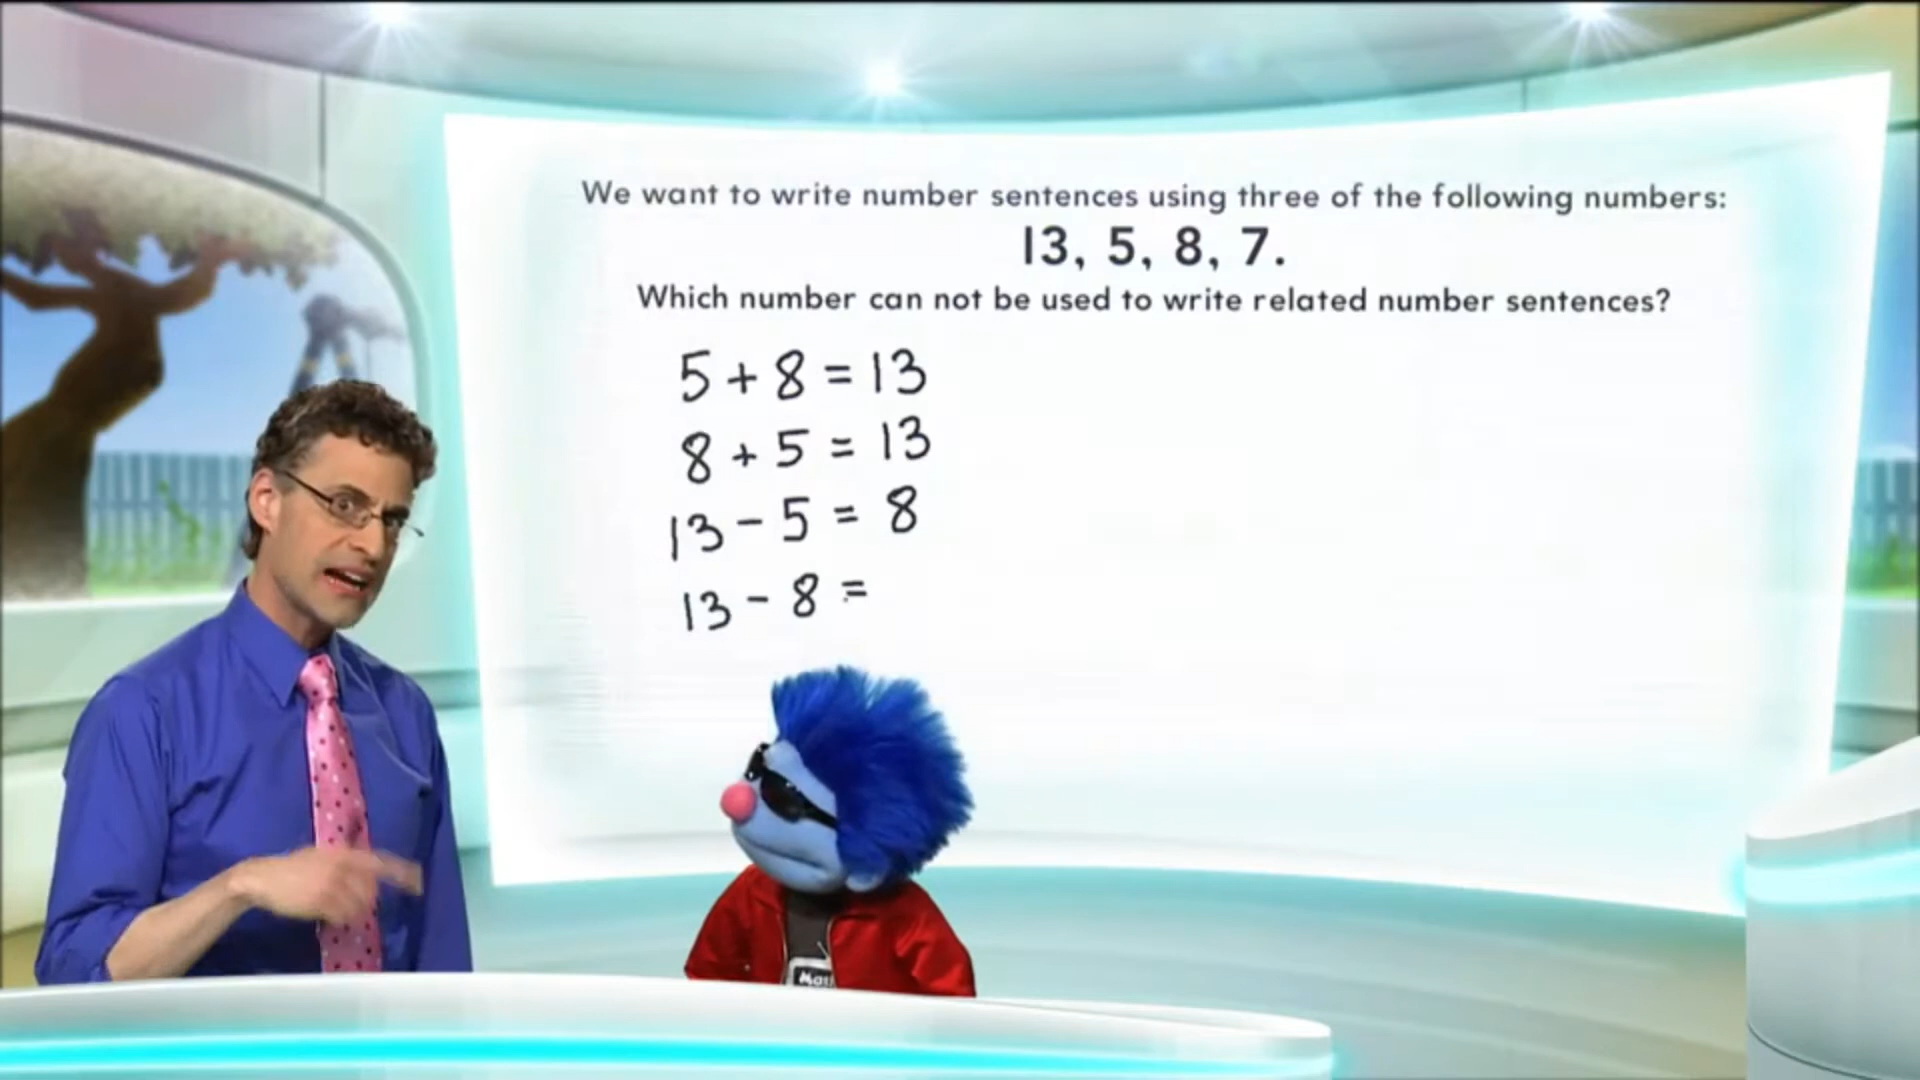 We want to write number sentences using three of the following numbers:
13, 5, 8, 7.
Which number can not be used to write related number sentences?
5 + 8 = 13
8 + 5 = 13
13 - 5 = 8
13 - 8 =